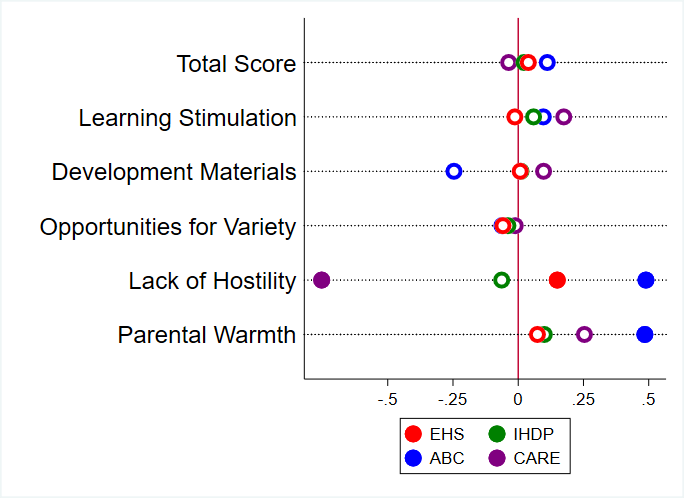 Total Score
Learning Stimulation
Development Materials
Opportunities for Variety
Lack of Hostility
Parental Warmth
-.5 -.25 0 .25 .5
EHS IHDP
ABC CARE